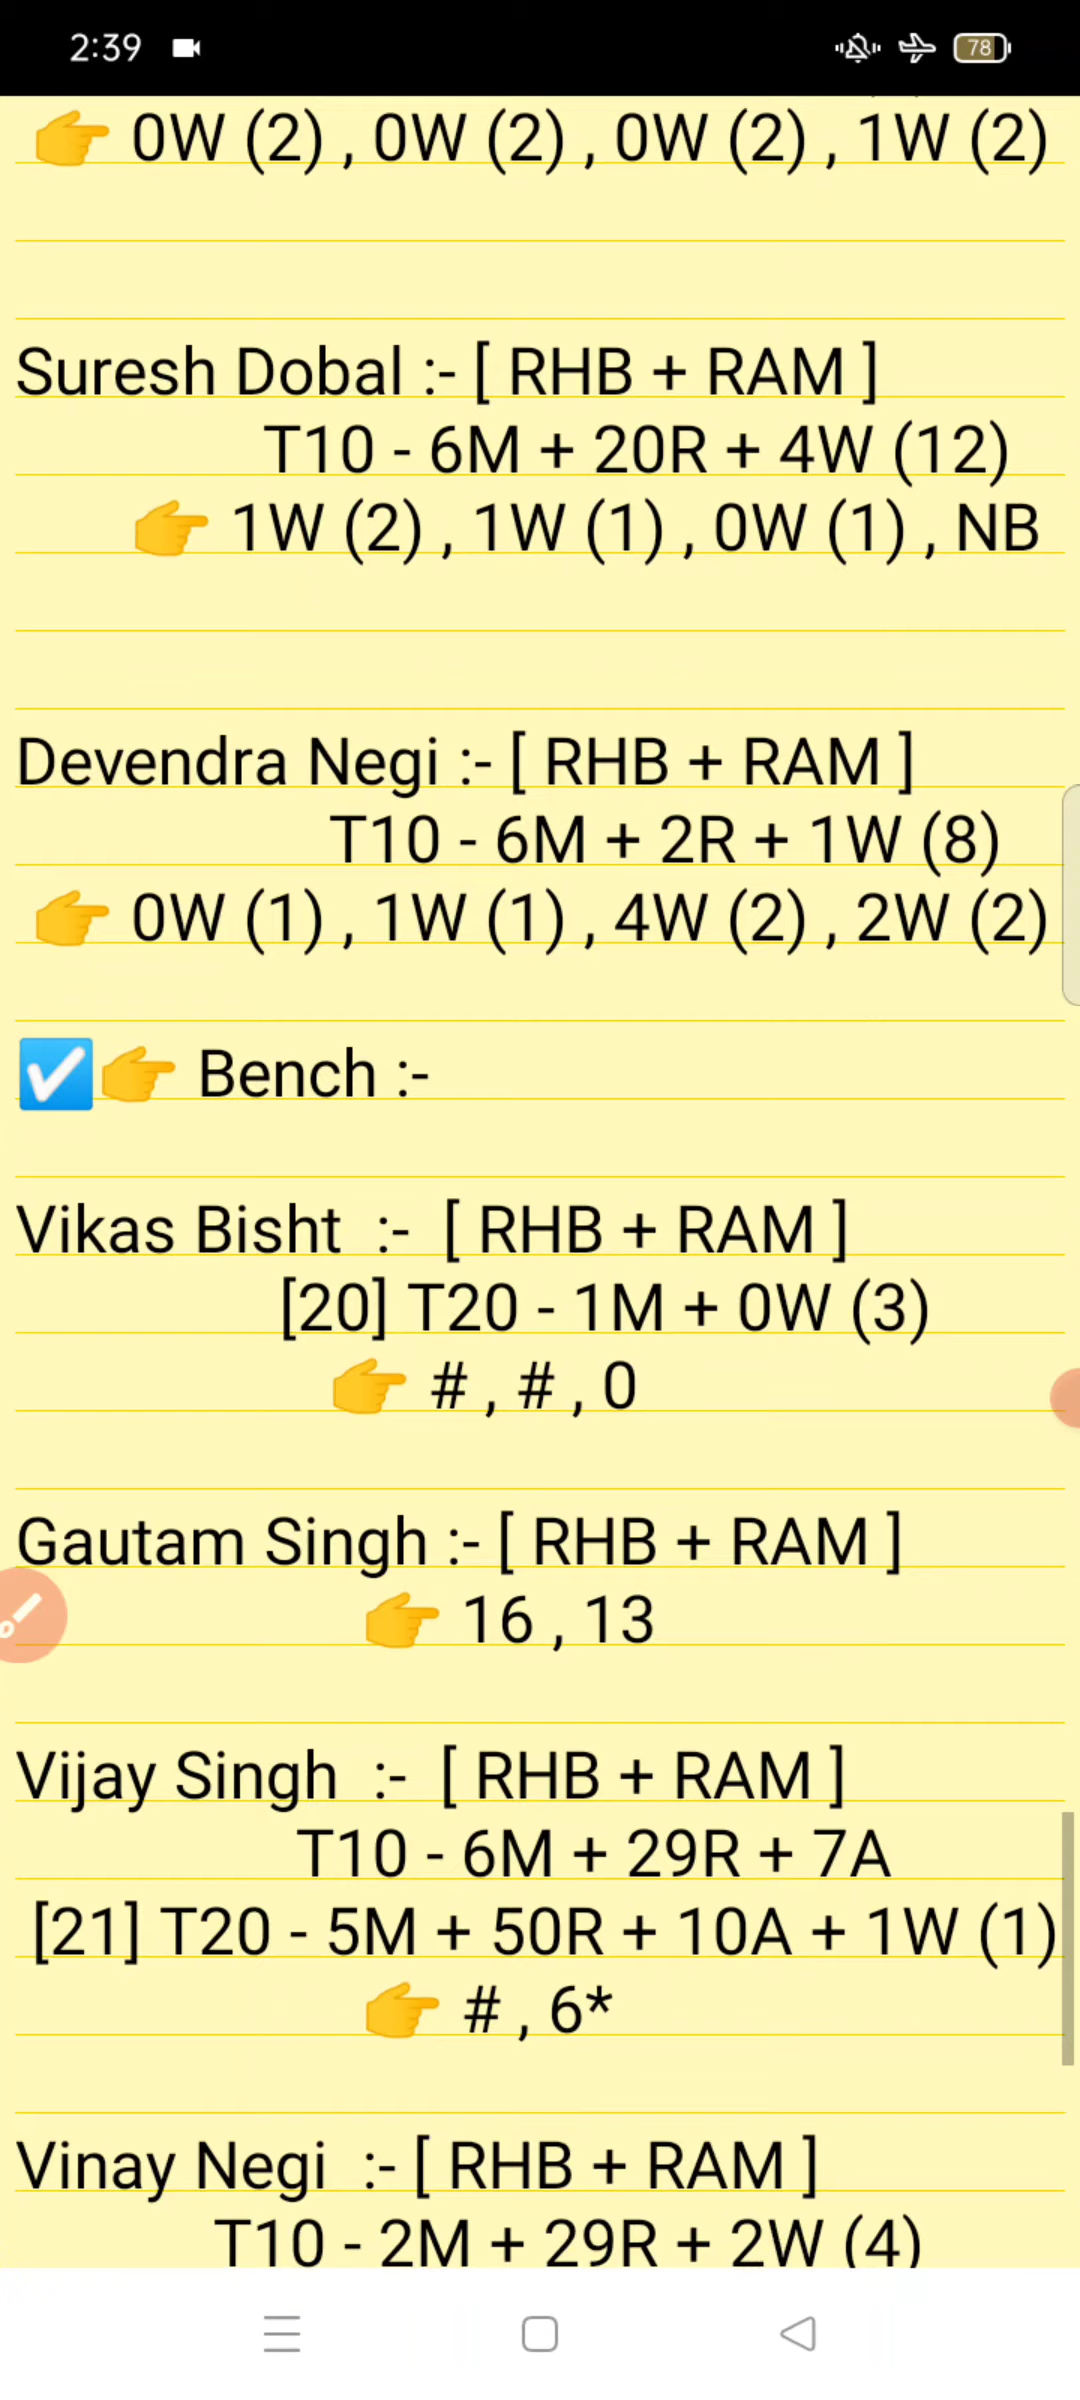 2:39
78
👉 0W (2) , 0W (2) , 0W (2) , 1W (2)
Suresh Dobal :- [ RHB + RAM ]
T10 - 6M + 20R + 4W (12)
👉 1W (2) , 1W (1) , 0W (1) , NB
Devendra Negi :- [ RHB + RAM ]
T10 - 6M + 2R + 1W (8)
👉 0W (1) , 1W (1) , 4W (2) , 2W (2)
☑👉 Bench :-
Vikas Bisht :- [ RHB + RAM ]
[20] T20 - 1M + 0W (3)
👉 # , # , 0
Gautam Singh :- [ RHB + RAM ]
👉 16 , 13
Vijay Singh :- [ RHB + RAM ]
T10 - 6M + 29R + 7A
[21] T20 - 5M + 50R + 10A + 1W (1)
👉 # , 6*
Vinay Negi :- [ RHB + RAM ]
T10 - 2M + 29R + 2W (4)